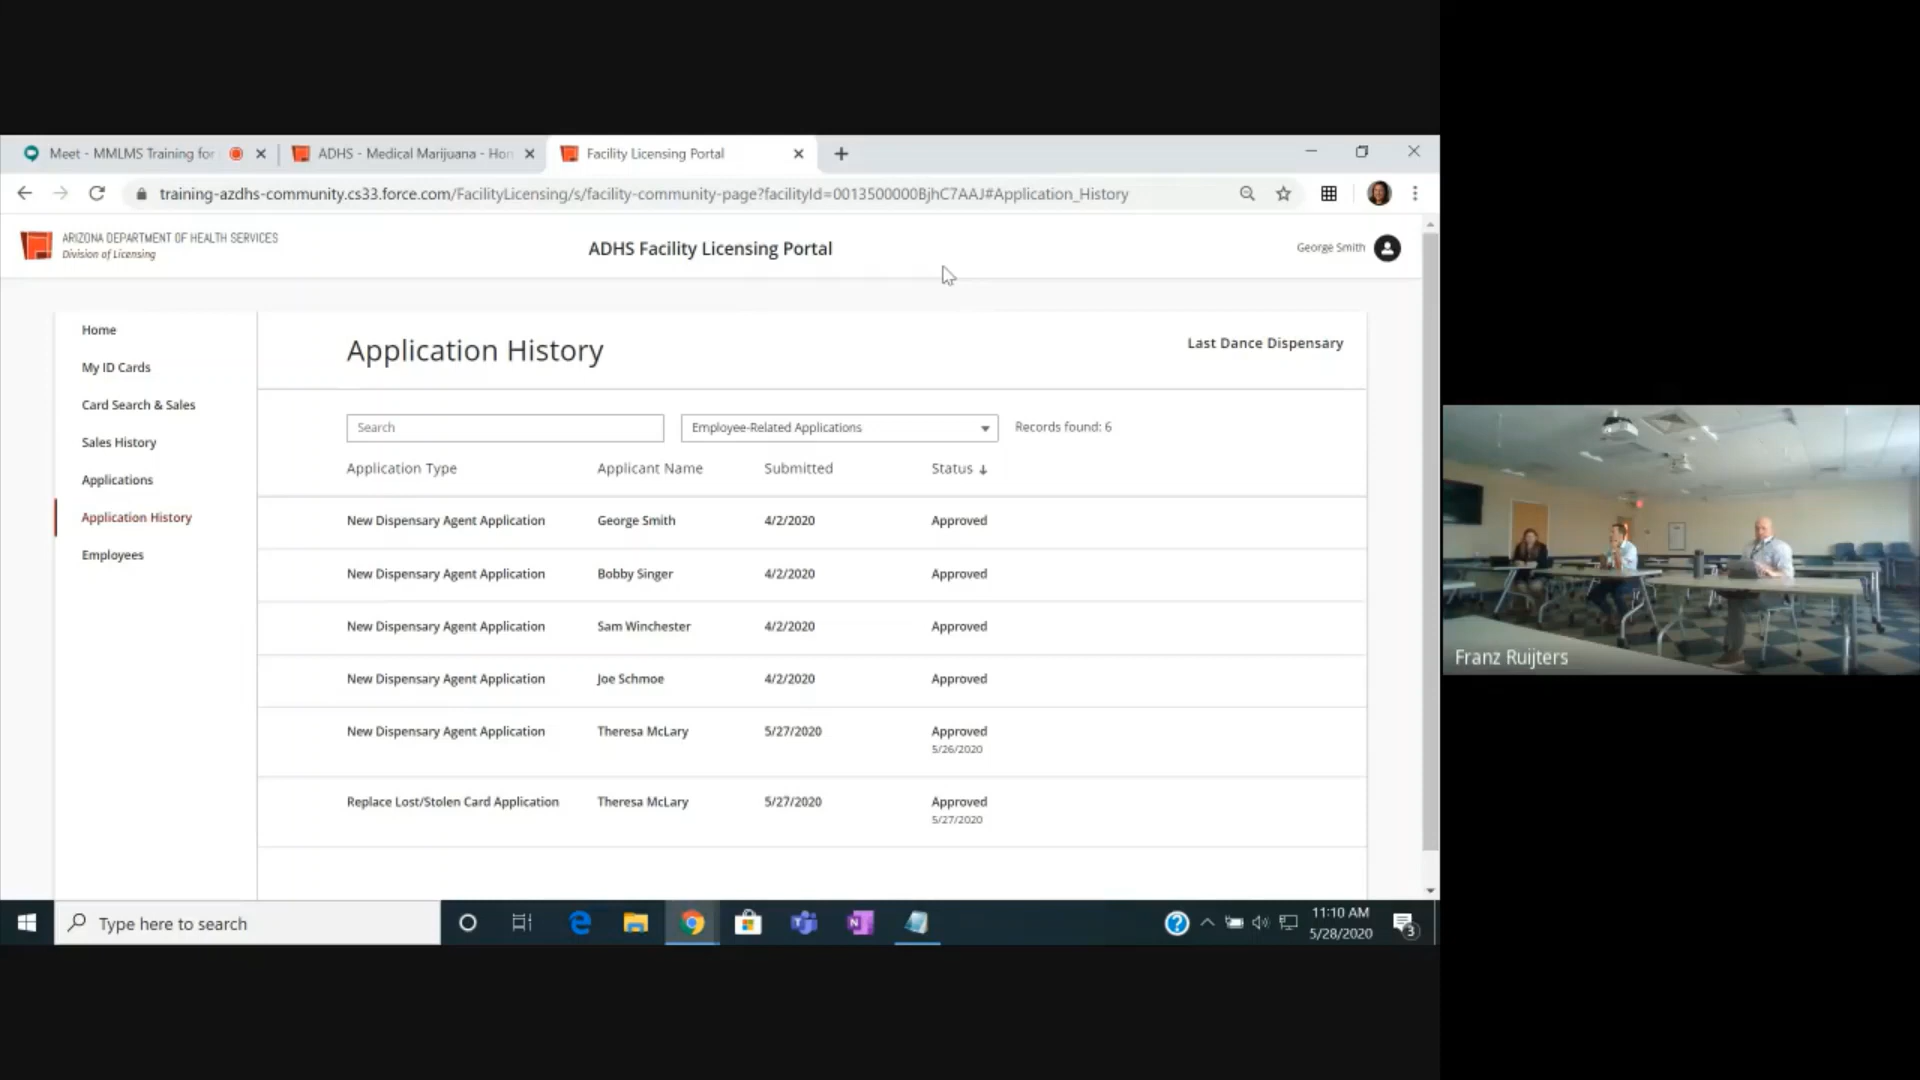 Meet - MMLMS Training for
ADHS - Medical Marijuana - Hon
Facility Licensing Portal
training-azdhs-community.cs33.force.com/FacilityLicensing/s/facility-community-page?facilityId=0013500000BjhC7AAJ#Application_History
ARIZONA DEPARTMENT OF HEALTH SERVICES
Division of Licensing
ADHS Facility Licensing Portal
George Smith
Home
My ID Cards
Card Search & Sales
Sales History
Applications
Application History
Employees
Application History
Last Dance Dispensary
Search
Employee-Related Applications
Records found: 6
Application Type Applicant Name Submitted Status ↓
New Dispensary Agent Application George Smith 4/2/2020 Approved
New Dispensary Agent Application Bobby Singer 4/2/2020 Approved
New Dispensary Agent Application Sam Winchester 4/2/2020 Approved
New Dispensary Agent Application Joe Schmoe 4/2/2020 Approved
New Dispensary Agent Application Theresa McLary 5/27/2020 Approved
5/26/2020
Replace Lost/Stolen Card Application Theresa McLary 5/27/2020 Approved
5/27/2020
Franz Ruijters
Type here to search
11:10 AM
5/28/2020
3